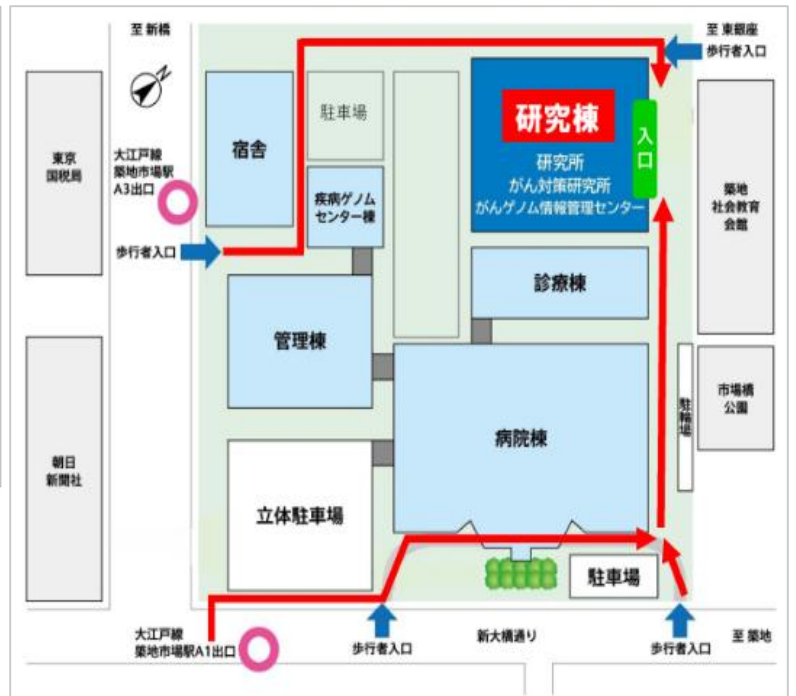 至 新橋
至 東銀座
歩行者入口
N
東京
国税局
大江戸線
築地市場駅
A3出口
宿舎
駐車場
疾病ゲノム
センター棟
研究棟
研究所
がん対策研究所
がんゲノム情報管理センター
入口
築地
社会教育
会館
歩行者入口
管理棟
診療棟
病院棟
駐輪場
市場橋
公園
朝日
新聞社
立体駐車場
駐車場
大江戸線
築地市場駅A1出口
歩行者入口
新大橋通り
歩行者入口
至 築地